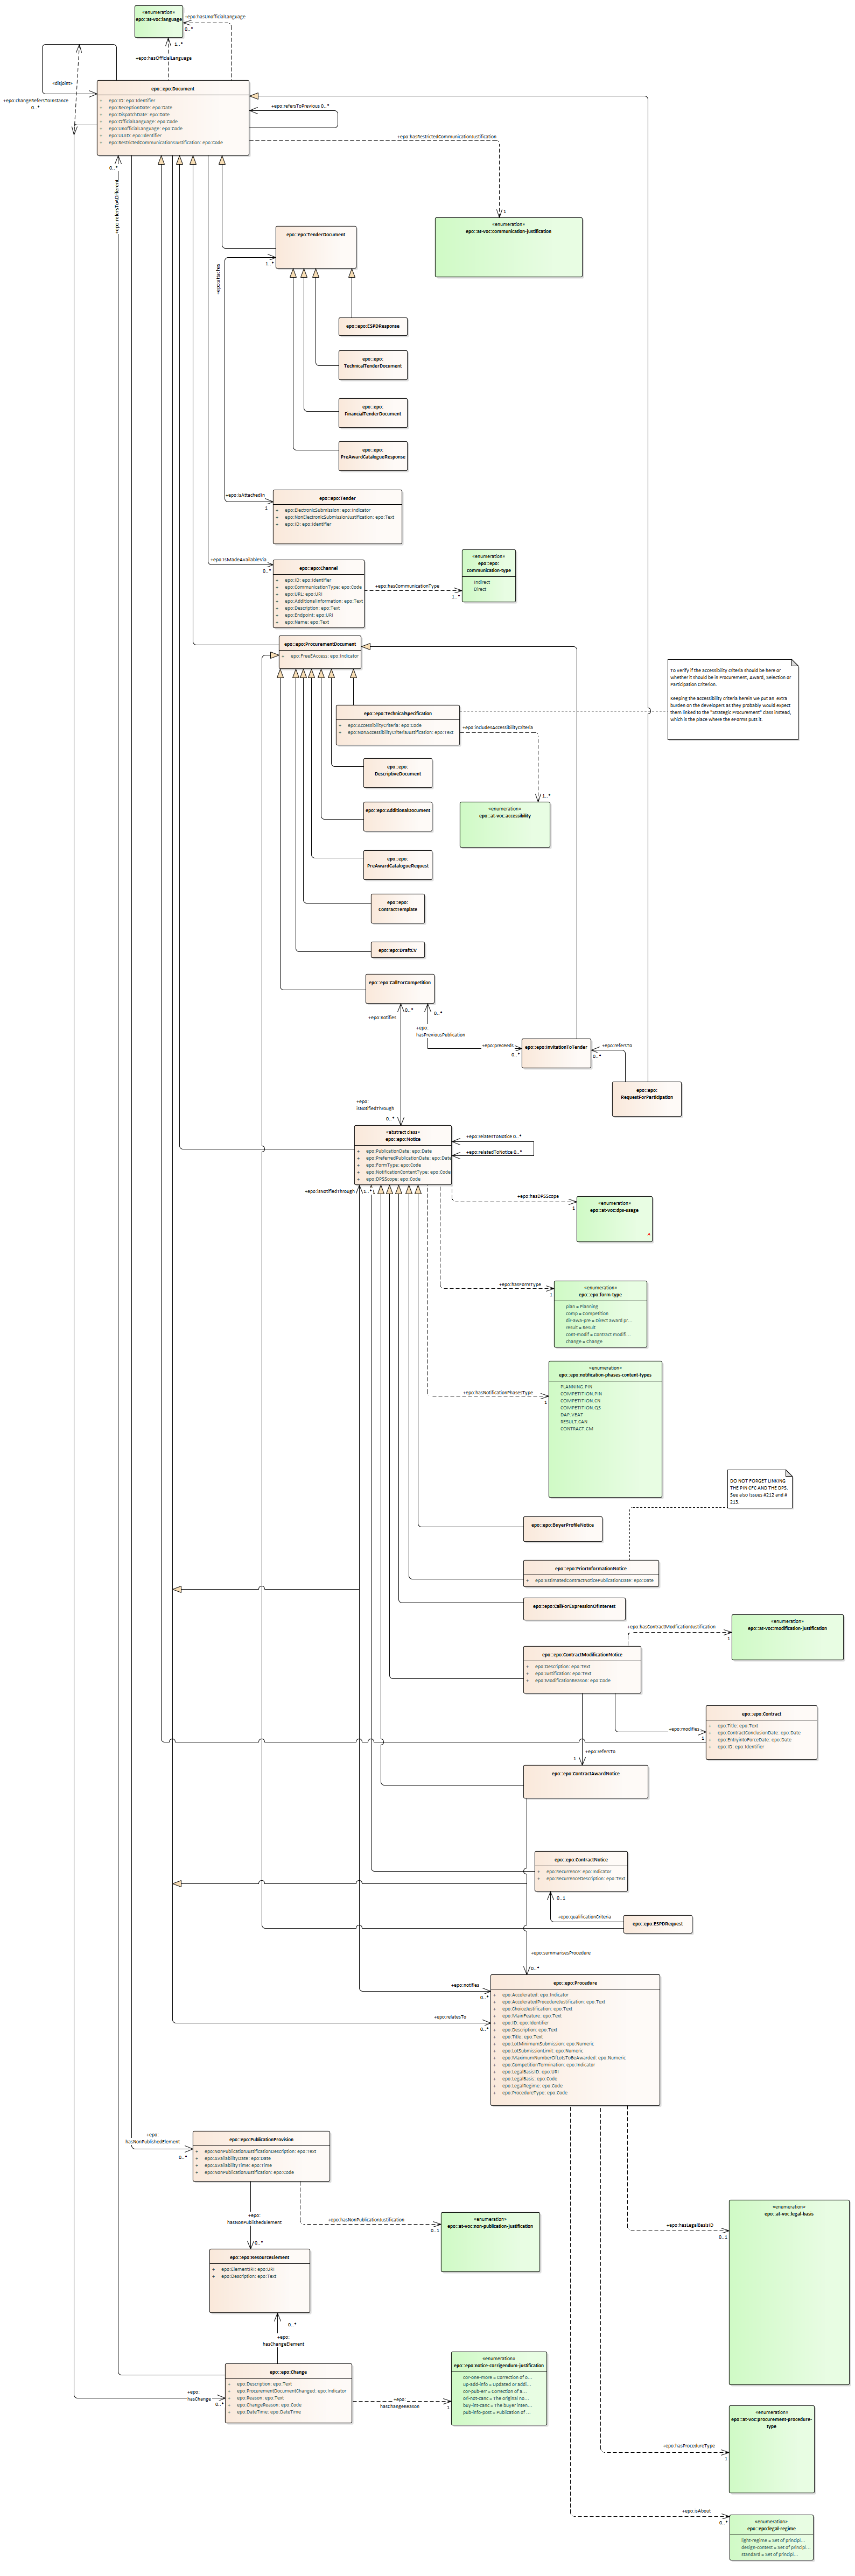 «enumeration»
epo::at-voc:language
+epo:hasUnofficialLanguage
0..*
1..*
+epo:hasOfficialLanguage
«disjoint»
+epo:changeRefersToInstance
0..*
epo::epo:Document
+ epo:ID: epo:Identifier
+ epo:ReceptionDate: epo:Date
+ epo:DispatchDate: epo:Date
+ epo:OfficialLanguage: epo:Code
+ epo:UnofficialLanguage: epo:Code
+ epo:UUID: epo:Identifier
+ epo:RestrictedCommunicationsJustification: epo:Code
+epo:refersToPrevious 0..*
+epo:hasRestrictedCommunicationJustification
1
0..*
«enumeration»
epo::at-voc:communication-justification
epo::epo:TenderDocument
1..*
+epo:attaches
epo::epo:ESPDResponse
epo::epo:
TechnicalTenderDocument
epo::epo:
FinancialTenderDocument
epo::epo:
PreAwardCatalogueResponse
+epo:isAttachedIn
1
epo::epo:Tender
+ epo:ElectronicSubmission: epo:Indicator
+ epo:NonElectronicSubmissionJustification: epo:Text
+ epo:ID: epo:Identifier
+epo:isMadeAvailableVia
0..*
epo::epo:Channel
+ epo:ID: epo:Identifier
+ epo:CommunicationType: epo:Code
+ epo:URL: epo:URI
+ epo:AdditionalInformation: epo:Text
+ epo:Description: epo:Text
+ epo:Endpoint: epo:URI
+ epo:Name: epo:Text
+epo:hasCommunicationType
1..*
«enumeration»
epo::epo:
communication-type
Indirect
Direct
epo::epo:ProcurementDocument
+ epo:FreeEAccess: epo:Indicator
To verify if the accessibility criteria should be here or
whether it should be in Procurement, Award, Selection or
Participation Criterion.
Keeping the accessibility criteria herein we put an extra
burden on the developers as they probably would expect
them linked to the "Strategic Procurement" class instead,
which is the place where the eForms puts it.
epo::epo:TechnicalSpecification
+ epo:AccessibilityCriteria: epo:Code
+ epo:NonAccessibilityCriteriaJustification: epo:Text
+epo:includesAccessibilityCriteria
1..*
epo::epo:
DescriptiveDocument
epo::epo:AdditionalDocument
«enumeration»
epo::at-voc:accessibility
epo::epo:
PreAwardCatalogueRequest
epo::epo:
ContractTemplate
epo::epo:DraftCV
epo::epo:CallForCompetition
+epo:notifies
0..*
0..*
+epo:
hasPreviousPublication
+epo:preceeds
0..*
epo::epo:InvitationToTender
+epo:refersTo
0..*
epo::epo:
RequestForParticipation
+epo:
isNotifiedThrough
0..*
«abstract class»
epo::epo:Notice
+ epo:PublicationDate: epo:Date
+ epo:PreferredPublicationDate: epo:Date
+ epo:FormType: epo:Code
+ epo:NotificationContentType: epo:Code
+ epo:DPSScope: epo:Code
+epo:relatesToNotice 0..*
+epo:relatedToNotice 0..*
+epo:isNotifiedThrough
1..*
+epo:hasDPSScope
1
«enumeration»
epo::at-voc:dps-usage
+epo:hasFormType
1
«enumeration»
epo::epo:form-type
plan = Planning
comp = Competition
dir-awa-pre = Direct award pr...
result = Result
cont-modif = Contract modifi...
change = Change
+epo:hasNotificationPhasesType
1
«enumeration»
epo::epo:notification-phases-content-types
PLANNING.PIN
COMPETITION.PIN
COMPETITION.CN
COMPETITION.QS
DAP.VEAT
RESULT.CAN
CONTRACT.CM
DO NOT FORGET LINKING
THE PIN CFC AND THE DPS.
See also issues #212 and #
213.
epo::epo:BuyerProfileNotice
epo::epo:PriorInformationNotice
+ epo:EstimatedContractNoticePublicationDate: epo:Date
epo::epo:CallForExpressionOfInterest
+epo:hasContractModificationJustification
1
«enumeration»
epo::at-voc:modification-justification
epo::epo:ContractModificationNotice
+ epo:Description: epo:Text
+ epo:Justification: epo:Text
+ epo:ModificationReason: epo:Code
+epo:modifies
1
epo::epo:Contract
+ epo:Title: epo:Text
+ epo:ContractConclusionDate: epo:Date
+ epo:EntryIntoForceDate: epo:Date
+ epo:ID: epo:Identifier
+epo:refersTo
1
epo::epo:ContractAwardNotice
epo::epo:ContractNotice
+ epo:Recurrence: epo:Indicator
+ epo:RecurrenceDescription: epo:Text
0..1
+epo:qualificationCriteria
epo::epo:ESPDRequest
+epo:summarisesProcedure
0..*
+epo:notifies
0..*
+epo:relatesTo
0..*
epo::epo:Procedure
+ epo:Accelerated: epo:Indicator
+ epo:AcceleratedProcedureJustification: epo:Text
+ epo:ChoiceJustification: epo:Text
+ epo:MainFeature: epo:Text
+ epo:ID: epo:Identifier
+ epo:Description: epo:Text
+ epo:Title: epo:Text
+ epo:LotMinimumSubmission: epo:Numeric
+ epo:LotSubmissionLimit: epo:Numeric
+ epo:MaximumNumberOfLotsToBeAwarded: epo:Numeric
+ epo:CompetitionTermination: epo:Indicator
+ epo:LegalBasisID: epo:URI
+ epo:LegalBasis: epo:Code
+ epo:LegalRegime: epo:Code
+ epo:ProcedureType: epo:Code
+epo:
hasNonPublishedElement
0..*
epo::epo:PublicationProvision
+ epo:NonPublicationJustificationDescription: epo:Text
+ epo:AvailabilityDate: epo:Date
+ epo:AvailabilityTime: epo:Time
+ epo:NonPublicationJustification: epo:Code
+epo:
hasNonPublishedElement
0..*
+epo:hasNonPublicationJustification
0..1
«enumeration»
epo::at-voc:non-publication-justification
+epo:hasLegalBasisID
0..1
«enumeration»
epo::at-voc:legal-basis
epo::epo:ResourceElement
+ epo:ElementIRI: epo:URI
+ epo:Description: epo:Text
0..*
+epo:
hasChangeElement
epo::epo:Change
+ epo:Description: epo:Text
+ epo:ProcurementDocumentChanged: epo:Indicator
+ epo:Reason: epo:Text
+ epo:ChangeReason: epo:Code
+ epo:DateTime: epo:DateTime
+epo:
hasChange
0..*
+epo:
hasChangeReason
1
«enumeration»
epo::epo:notice-corrigendum-justification
cor-one-more = Correction of o...
up-add-info = Updated or addi...
cor-pub-err = Correction of a...
ori-not-canc = The original no...
buy-int-canc = The buyer inten...
pub-info-post = Publication of ...
+epo:hasProcedureType
1
«enumeration»
epo::at-voc:procurement-procedure-
type
+epo:isAbout
0..*
«enumeration»
epo::epo:legal-regime
light-regime = Set of principl...
design-contest = Set of principl...
standard = Set of principl...